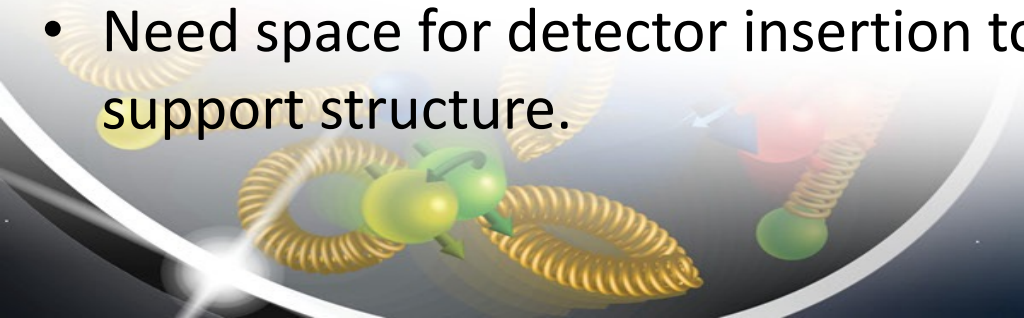 • Need space for detector insertion to
support structure.